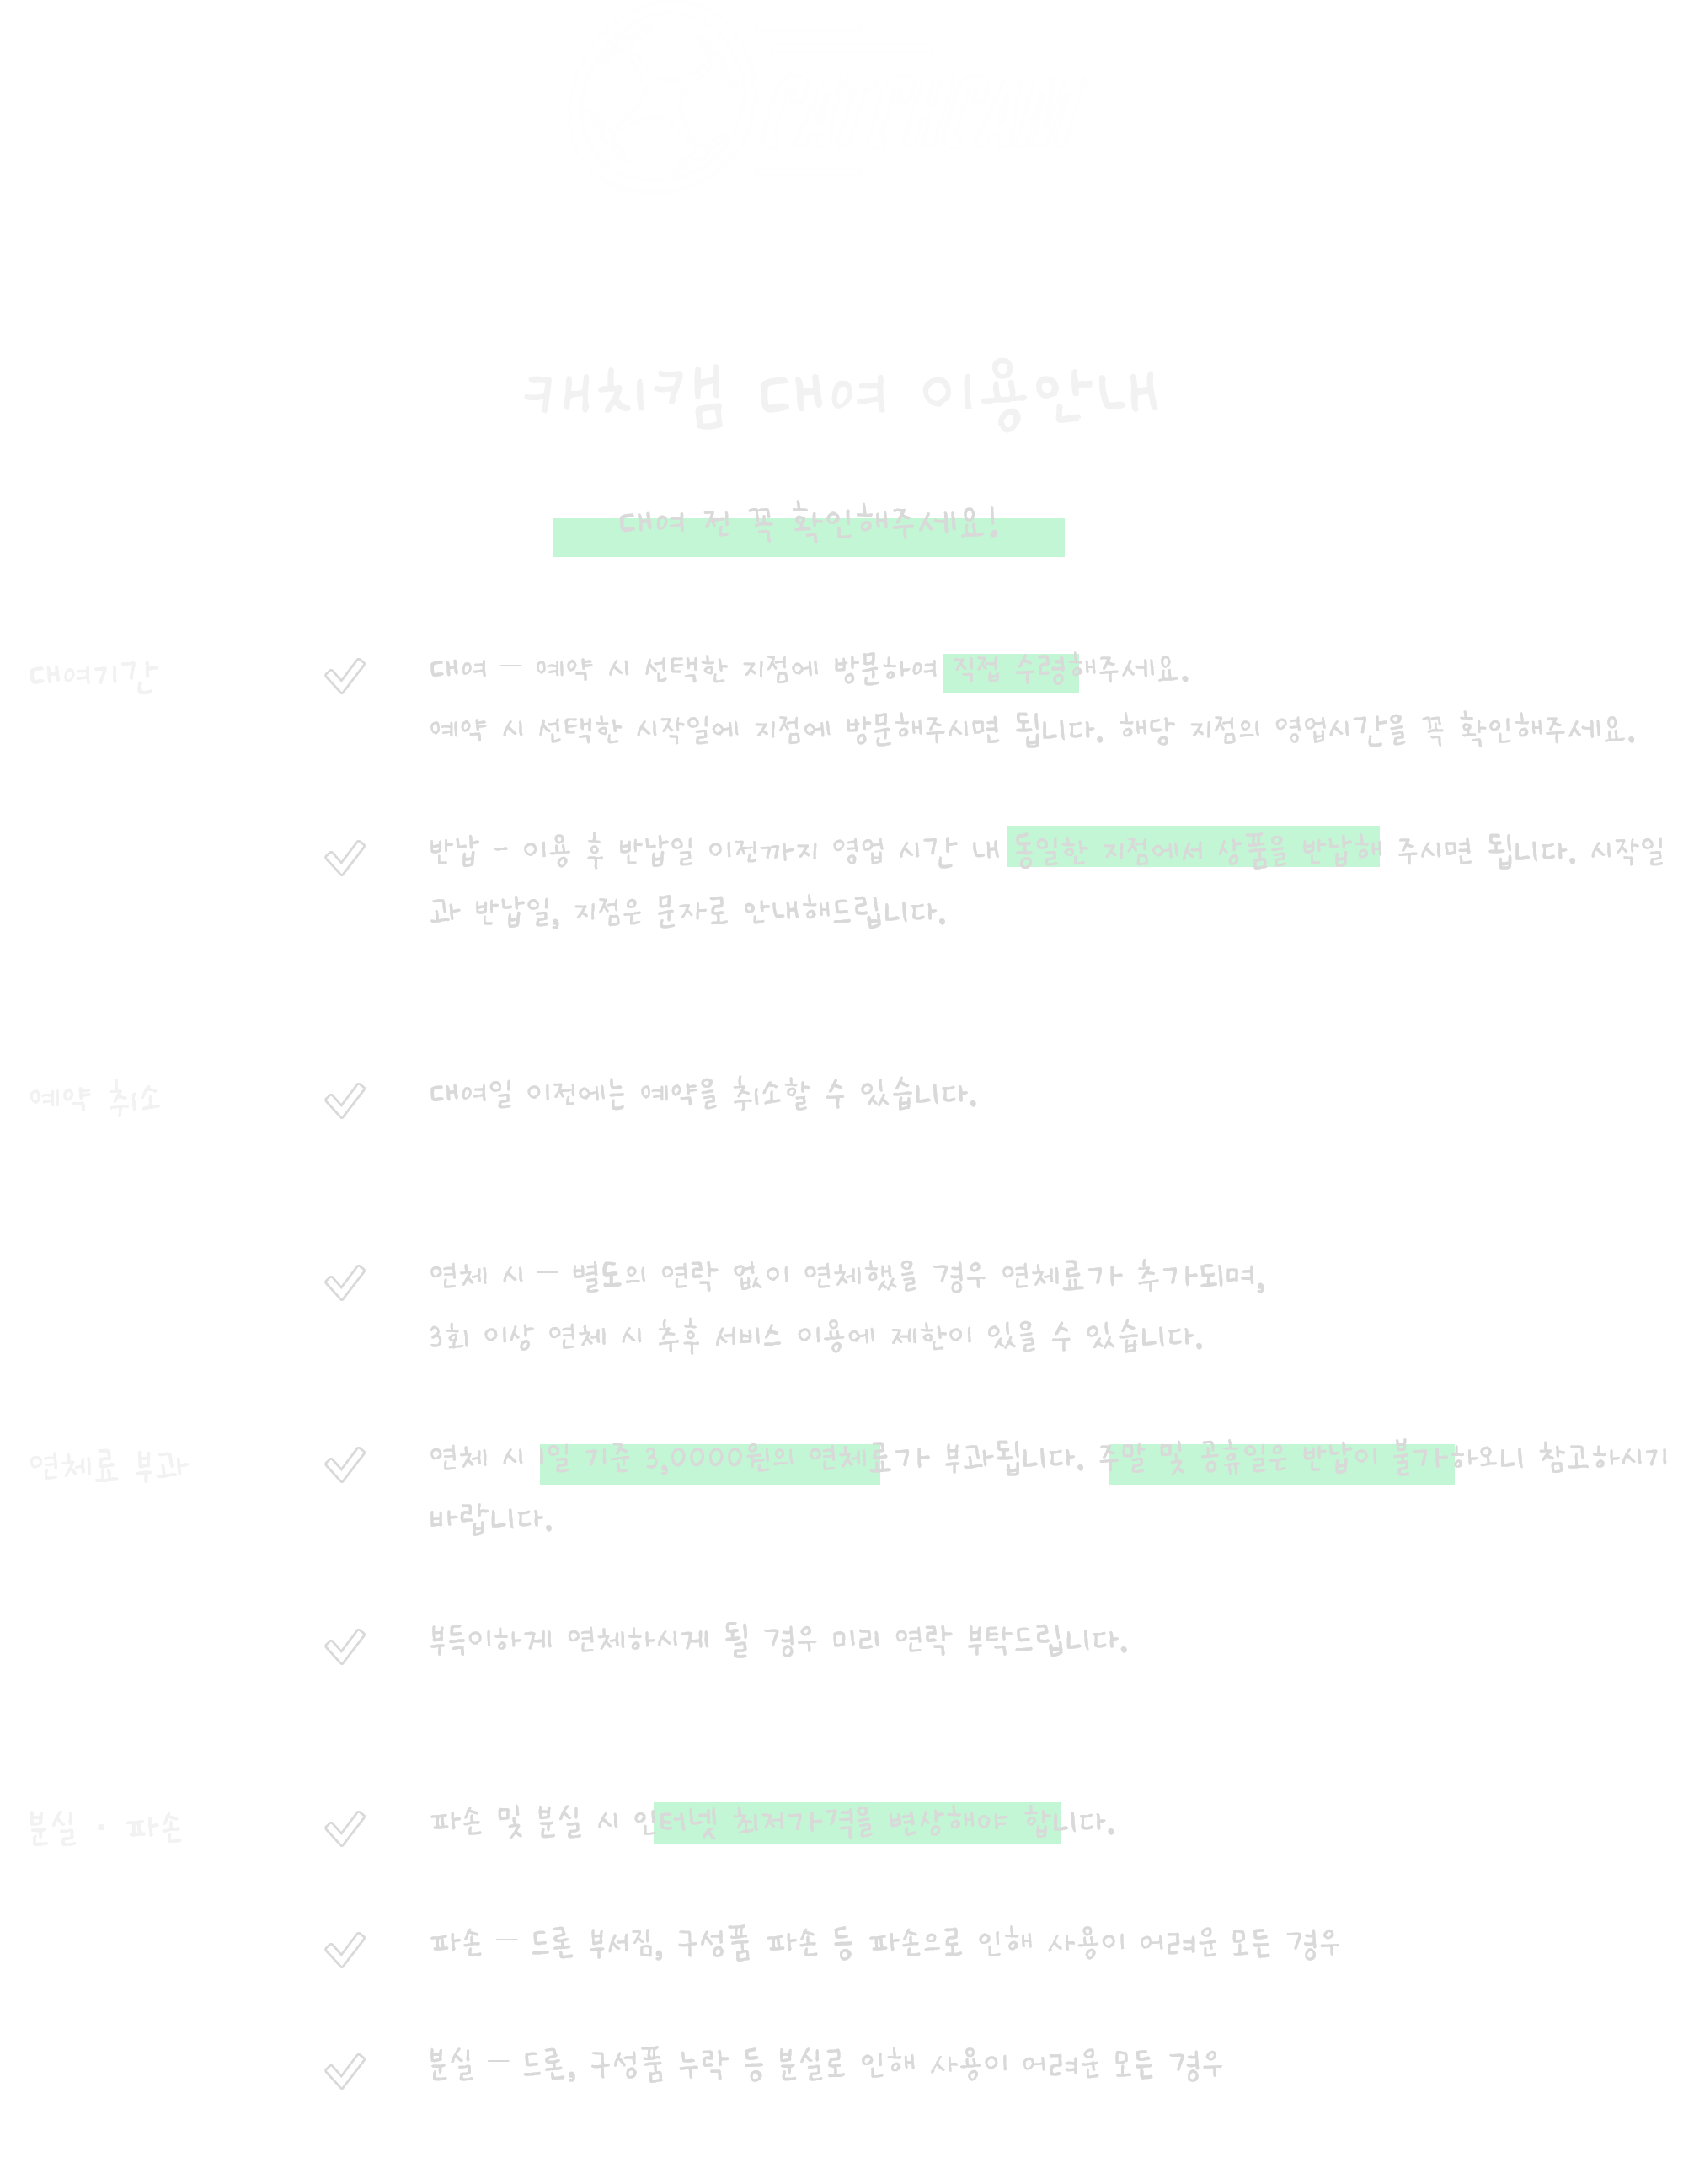 캐치캠 대여 이용안내
대여 전 꼭 확인해주세요!
대여기간
대여 — 예약 시 선택한 지점에 방문하여 직접 수령해주세요.
예약 시 선택한 시작일에 지점에 방문해주시면 됩니다. 해당 지점의 영업시간을 꼭 확인해주세요.
반납 - 이용 후 반납일 이전까지 영업 시간 내 동일한 지점에서 상품을 반납해 주시면 됩니다. 시작일
과 반납일, 지점은 문자로 안내해드립니다.
예약 취소
대여일 이전에는 예약을 취소할 수 있습니다.
연체 시 — 별도의 연락 없이 연체했을 경우 연체료가 추가되며,
3회 이상 연체 시 추후 서비스 이용에 제한이 있을 수 있습니다.
연체료 부과
연체 시 1일 기준 3,0000원의 연체료가 부과됩니다. 주말 및 공휴일은 반납이 불가하오니 참고하시기
바랍니다.
부득이하게 연체하시게 될 경우 미리 연락 부탁드립니다.
분실 · 파손
파손 및 분실 시 인터넷 최저가격을 변상해야 합니다.
파손 — 드론 부서짐, 구성품 파손 등 파손으로 인해 사용이 어려운 모든 경우
분실 — 드론, 구성품 누락 등 분실로 인해 사용이 어려운 모든 경우